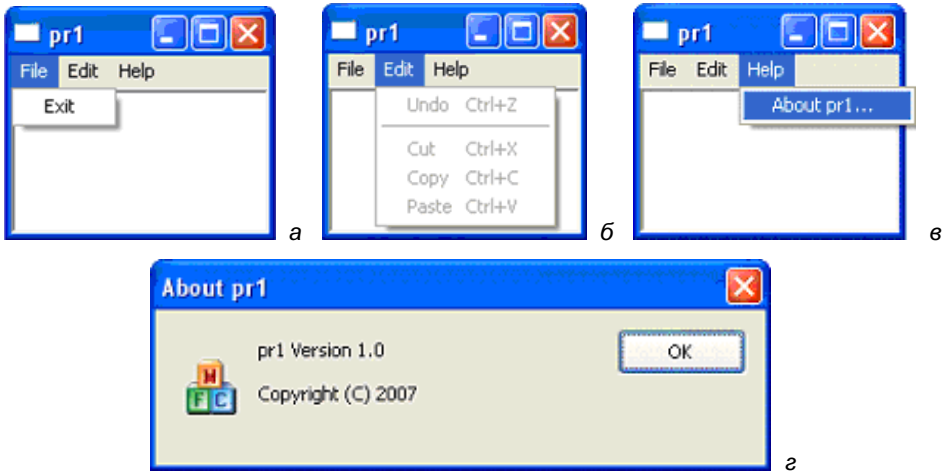 pr1
File Edit Help
Exit
а
pr1
File Edit Help
Undo Ctrl+Z
Cut Ctrl+X
Copy Ctrl+C
Paste Ctrl+V
б
pr1
File Edit Help
About pr1...
в
About pr1
pr1 Version 1.0
OK
M
F C
Copyright (C) 2007
г